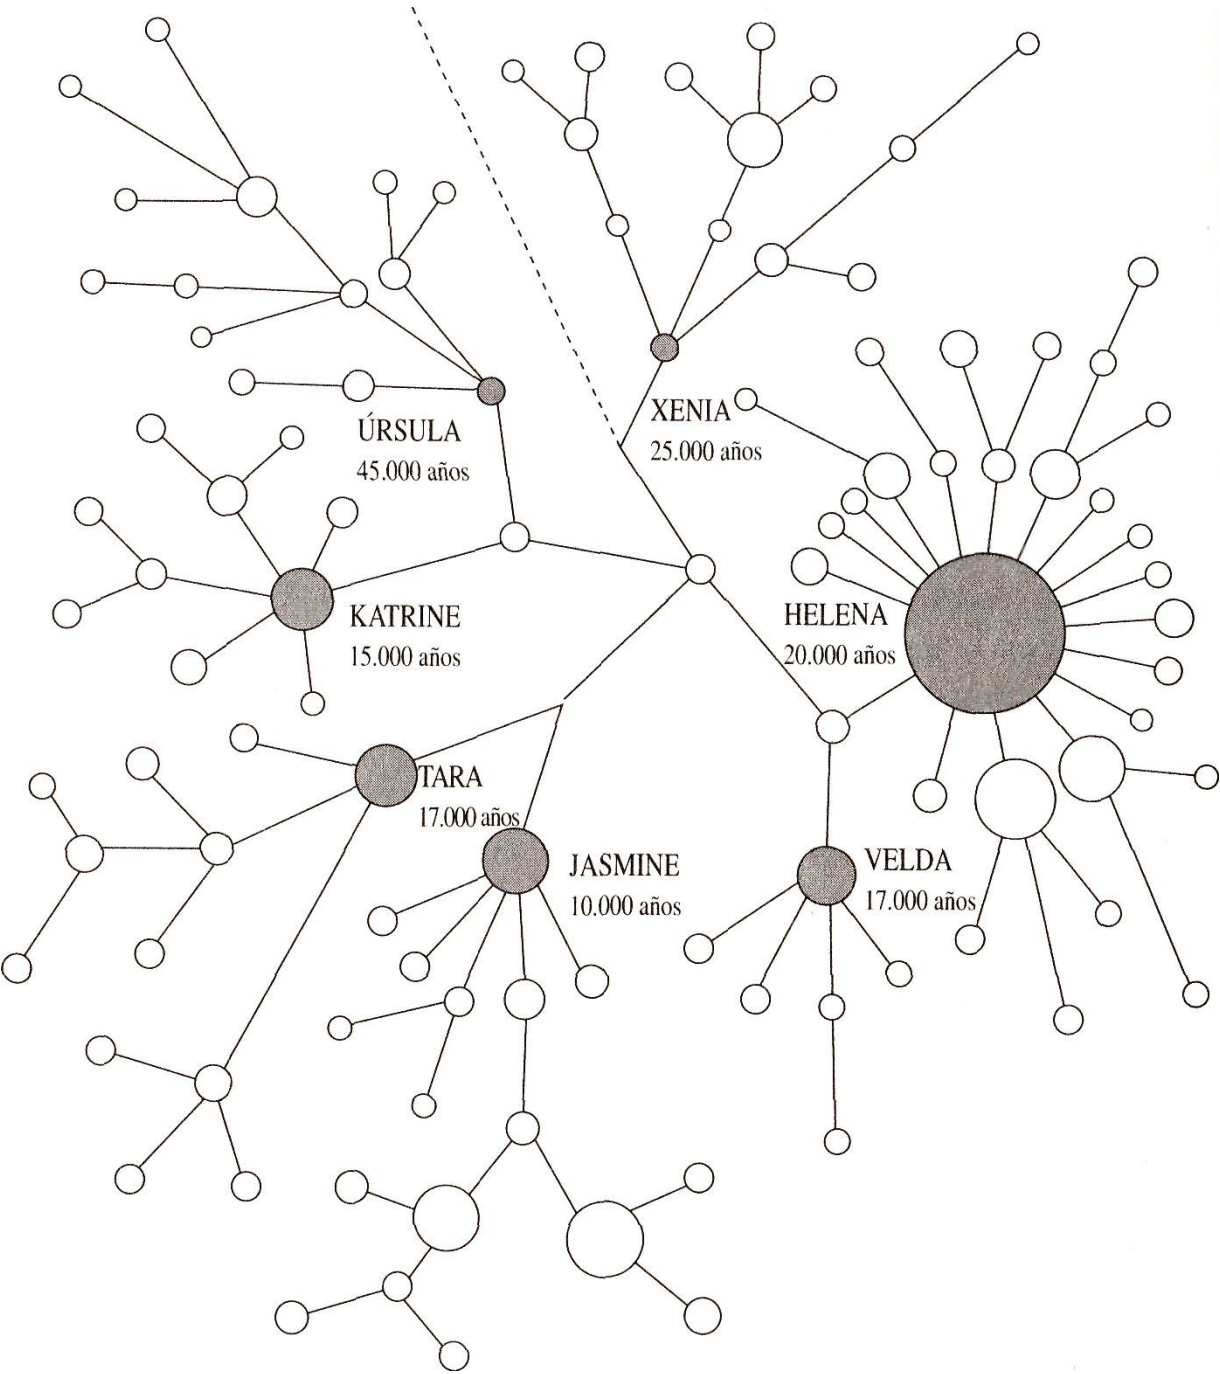 XENIA
25.000 años
ÚRSULA
45.000 años
HELENA
20.000 años
KATRINE
15.000 años
TARA
17.000 años
JASMINE
10.000 años
VELDA
17.000 años